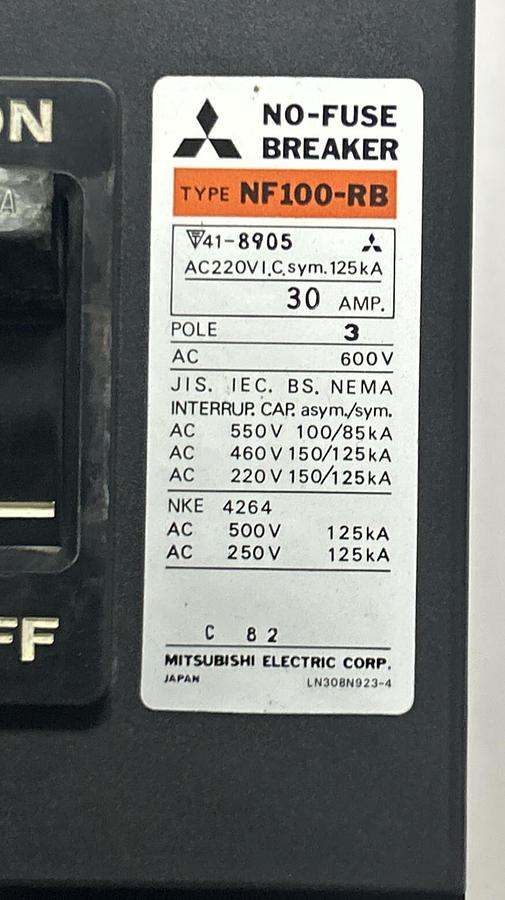 ON
A
NO-FUSE
BREAKER
TYPE NF100-RB
41-8905
AC220V I.C. sym. 125kA
30 AMP.
POLE 3
AC 600V
JIS. IEC. BS. NEMA
INTERRUP. CAP. asym./sym.
AC 550V 100/85kA
AC 460V 150/125kA
AC 220V 150/125kA
NKE 4264
AC 500V 125kA
AC 250V 125kA
C 82
MITSUBISHI ELECTRIC CORP.
JAPAN LN308N923-4
FF